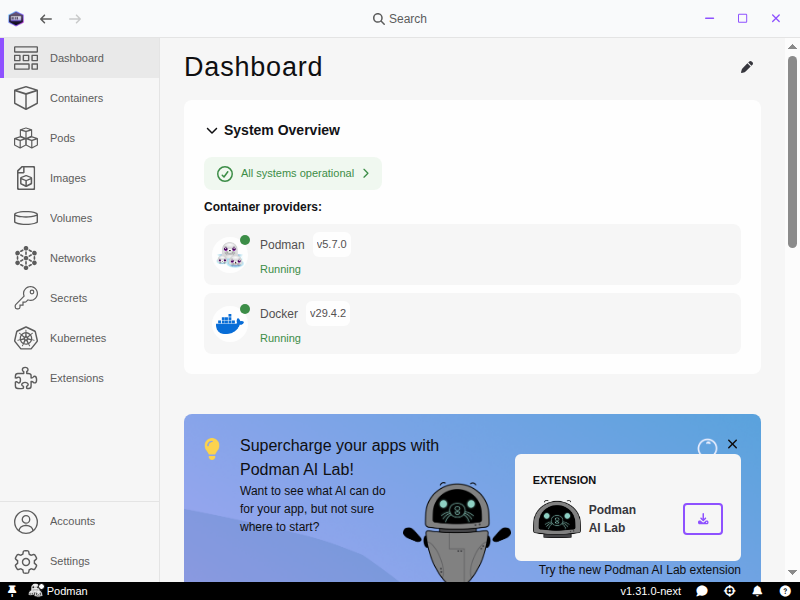 Search
Dashboard
Containers
Pods
Images
Volumes
Networks
Secrets
Kubernetes
Extensions
Accounts
Settings
Dashboard
System Overview
All systems operational
Container providers:
Podman v5.7.0
Running
Docker v29.4.2
Running
Supercharge your apps with
Podman AI Lab!
Want to see what AI can do
for your app, but not sure
where to start?
EXTENSION
Podman
AI Lab
Try the new Podman AI Lab extension
Podman
v1.31.0-next